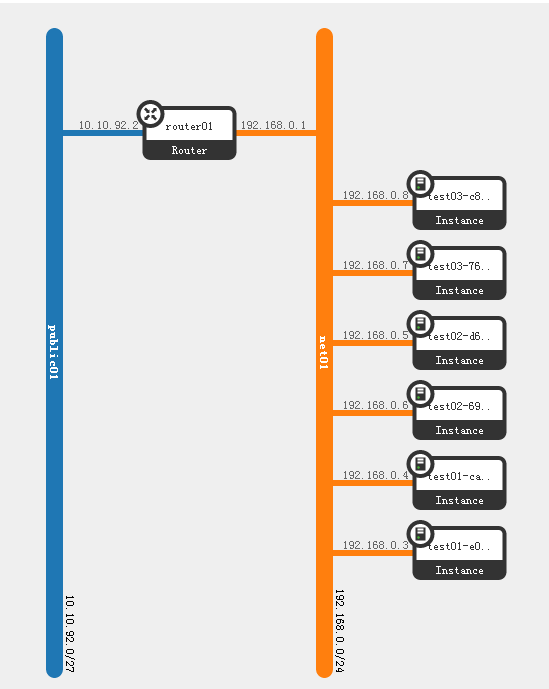 10.10.92.2
router01
192.168.0.1
Router
192.168.0.8
test03-c8..
Instance
192.168.0.7
test03-76..
Instance
public01
net01
192.168.0.5
test02-d6..
Instance
192.168.0.6
test02-69..
Instance
192.168.0.4
test01-ca..
Instance
192.168.0.3
test01-e0..
Instance
10.10.92.0/27
192.168.0.0/24